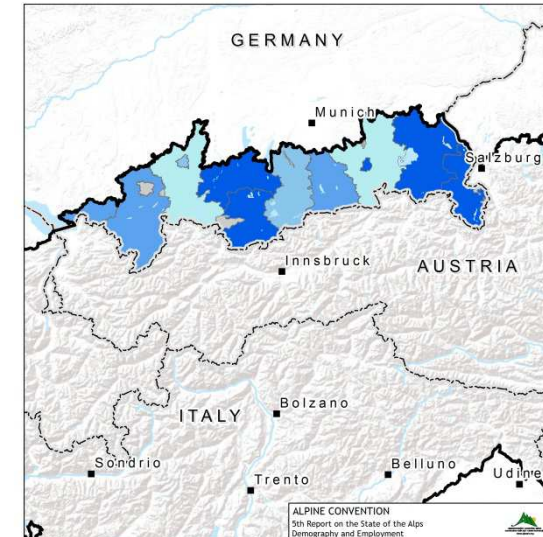 GERMANY
Munich
Salzburg
Innsbruck
AUSTRIA
ITALY
Bolzano
Sondrio
Trento
Belluno
Udine
ALPINE CONVENTION
5th Report on the State of the Alps
Demography and Employment